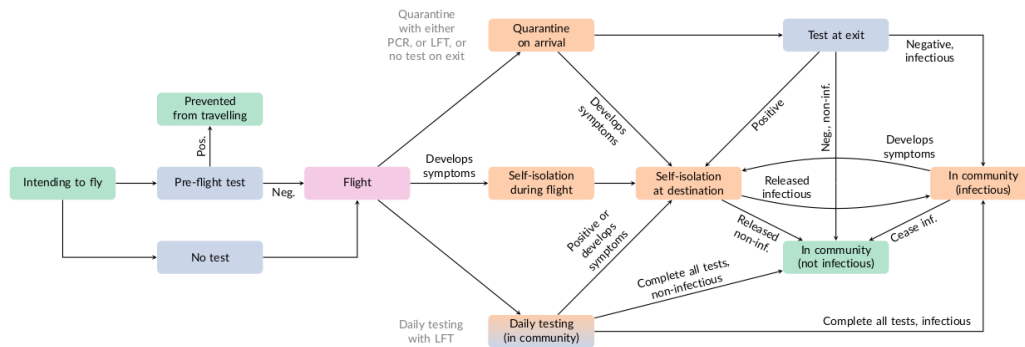 Quarantine
with either
PCR, or LFT, or
no test on exit
Quarantine
on arrival
Test at exit
Negative,
infectious
Prevented
from travelling
Pos.
Develops
symptoms
Positive
Neg., non-inf.
Develops
symptoms
Intending to fly
Pre-flight test
Neg.
Flight
Develops
symptoms
Self-isolation
during flight
Self-isolation
at destination
Released
infectious
In community
(infectious)
No test
Positive or
develops
symptoms
Released
non-inf.
Cease inf.
In community
(not infectious)
Complete all tests,
non-infectious
Daily testing
with LFT
Daily testing
(in community)
Complete all tests, infectious